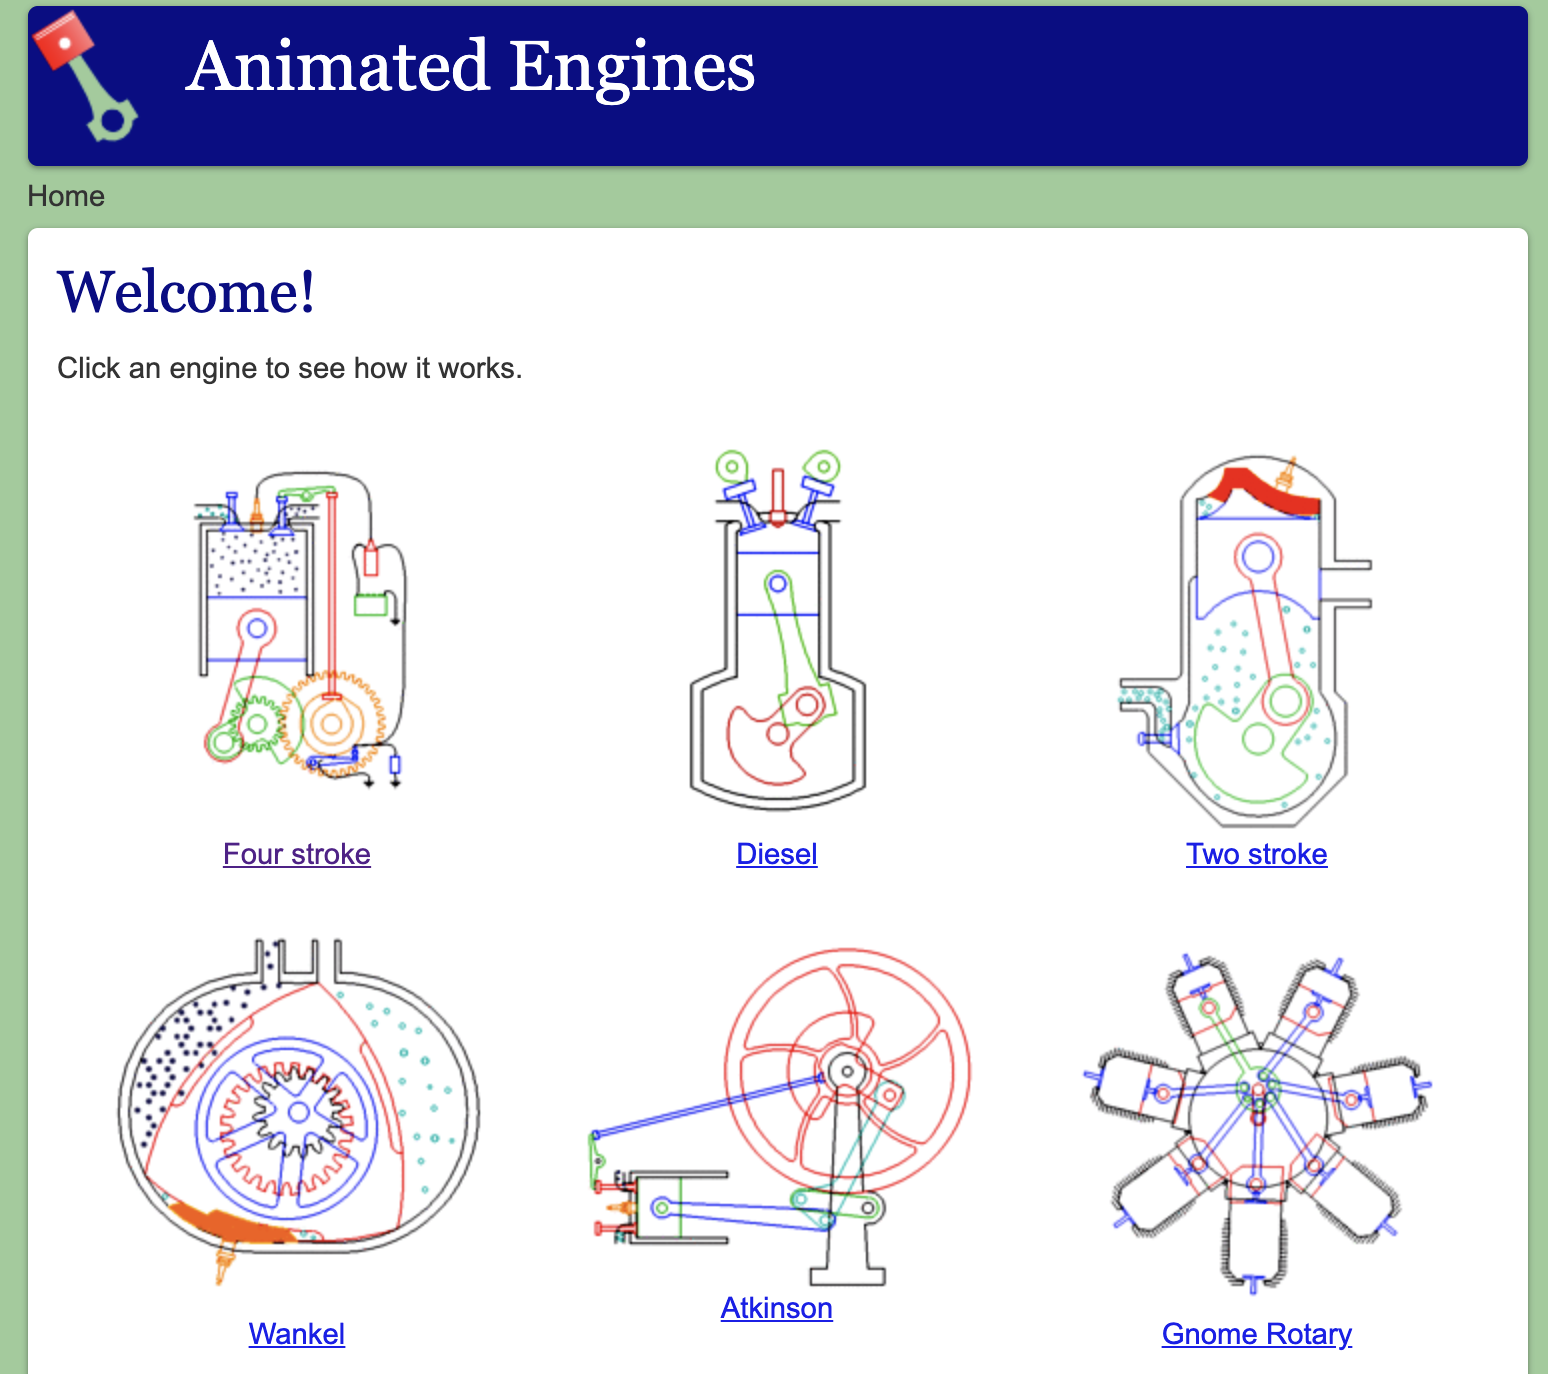 Animated Engines
Home
Welcome!
Click an engine to see how it works.
Four stroke
Diesel
Two stroke
Wankel
Atkinson
Gnome Rotary